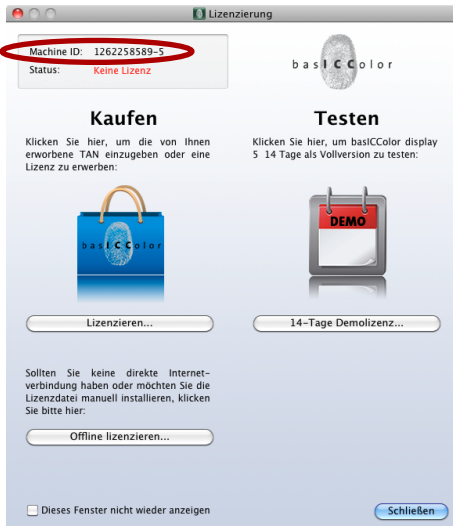 Lizenzierung
Machine ID: 1262258589-5
Status: Keine Lizenz
basICColor
Kaufen
Klicken Sie hier, um die von Ihnen
erworbene TAN einzugeben oder eine
Lizenz zu erwerben:
basICColor
Lizenzieren...
Sollten Sie keine direkte Internet-
verbindung haben oder möchten Sie die
Lizenzdatei manuell installieren, klicken
Sie bitte hier:
Offline lizenzieren...
Testen
Klicken Sie hier, um basICColor display
5 14 Tage als Vollversion zu testen:
DEMO
14-Tage Demolizenz...
Dieses Fenster nicht wieder anzeigen
Schließen